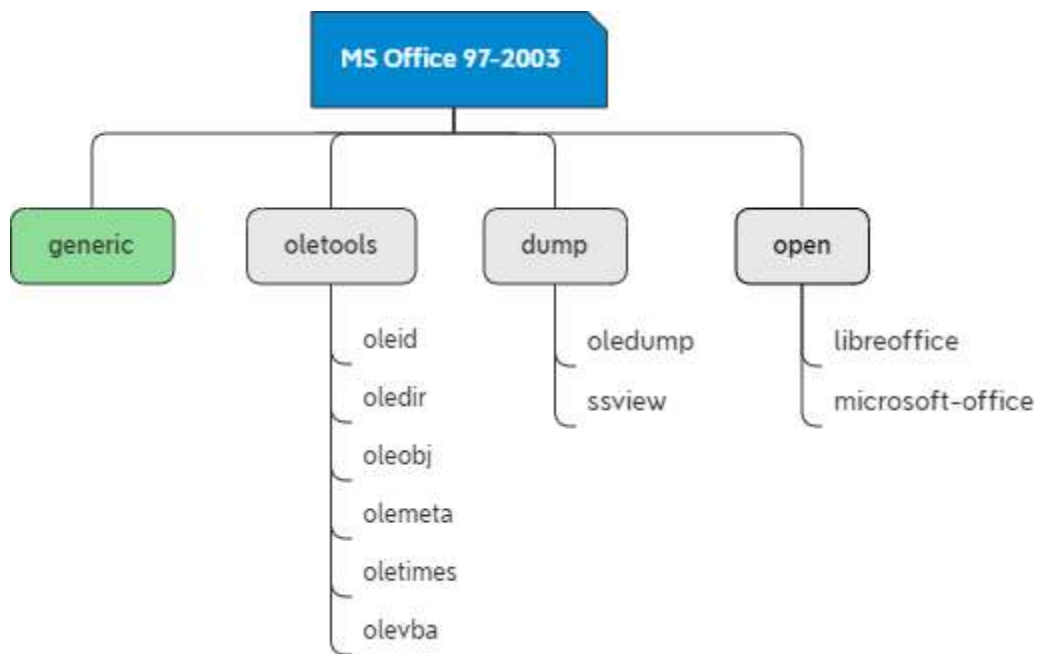 MS Office 97-2003
generic
oletools
dump
open
oleid
oledir
oleobj
olemeta
oletimes
olevba
oledump
ssview
libreoffice
microsoft-office